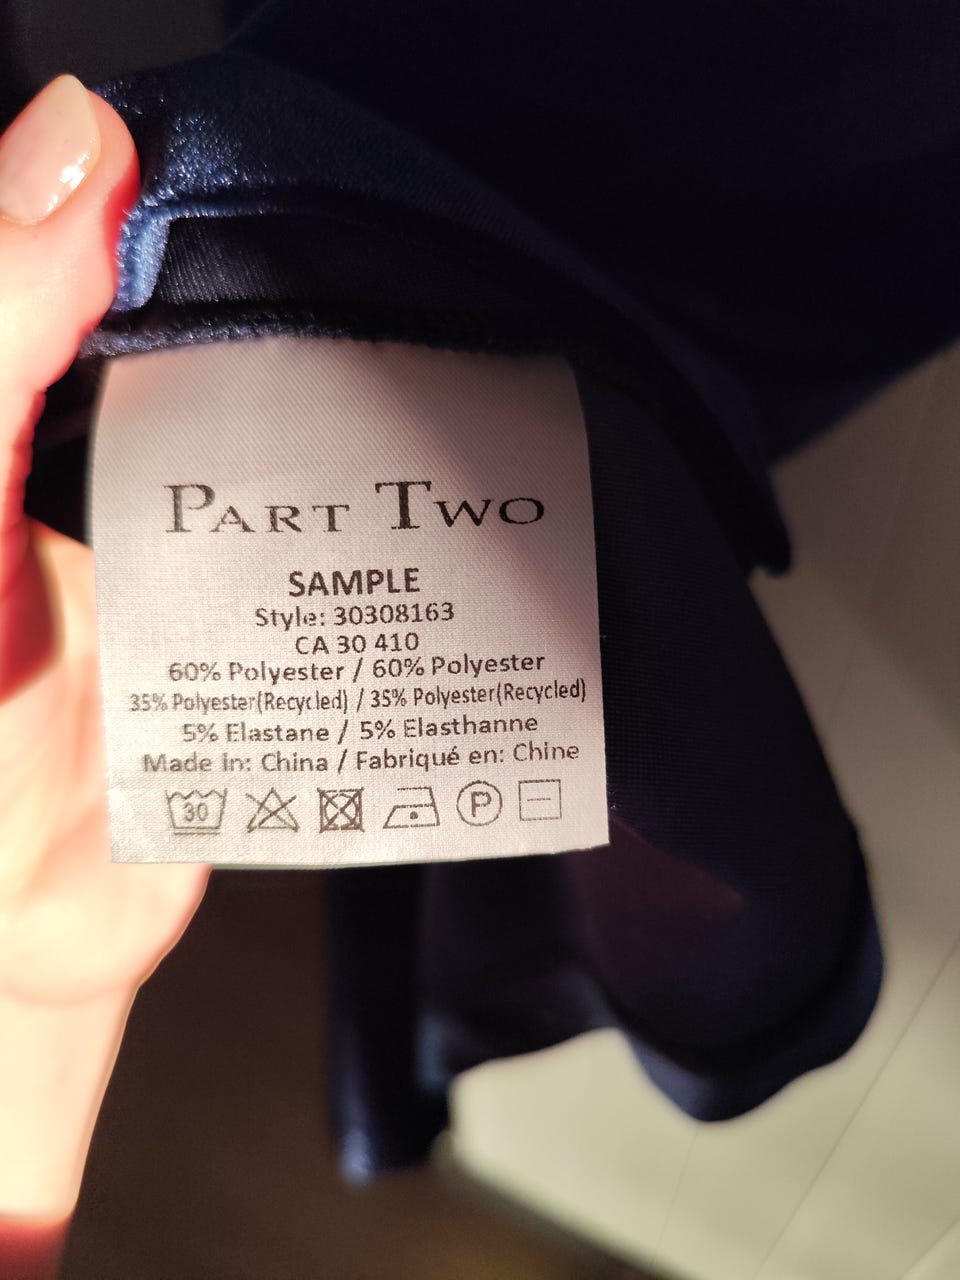 PART TWO
SAMPLE
Style: 30308163
CA 30 410
60% Polyester / 60% Polyester
35% Polyester(Recycled) / 35% Polyester(Recycled)
5% Elastane / 5% Elasthanne
Made in: China / Fabriqué en: Chine
30 P